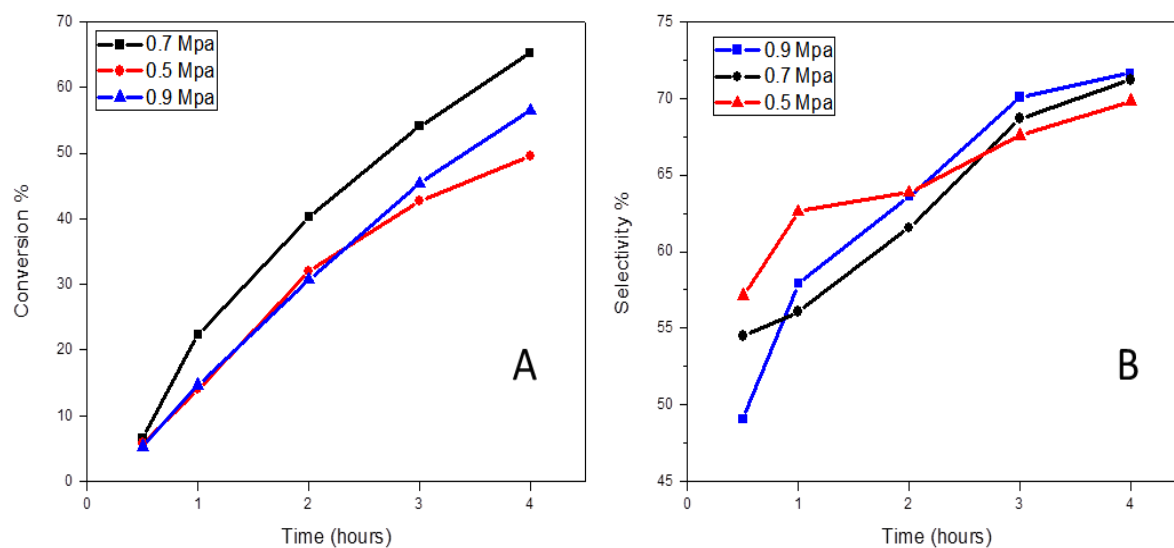 70
60
50
40
30
20
10
0
Conversion %
0.7 Mpa
0.5 Mpa
0.9 Mpa
A
0 1 2 3 4
Time (hours)
75
70
65
60
55
50
45
Selectivity %
0.9 Mpa
0.7 Mpa
0.5 Mpa
B
0 1 2 3 4
Time (hours)